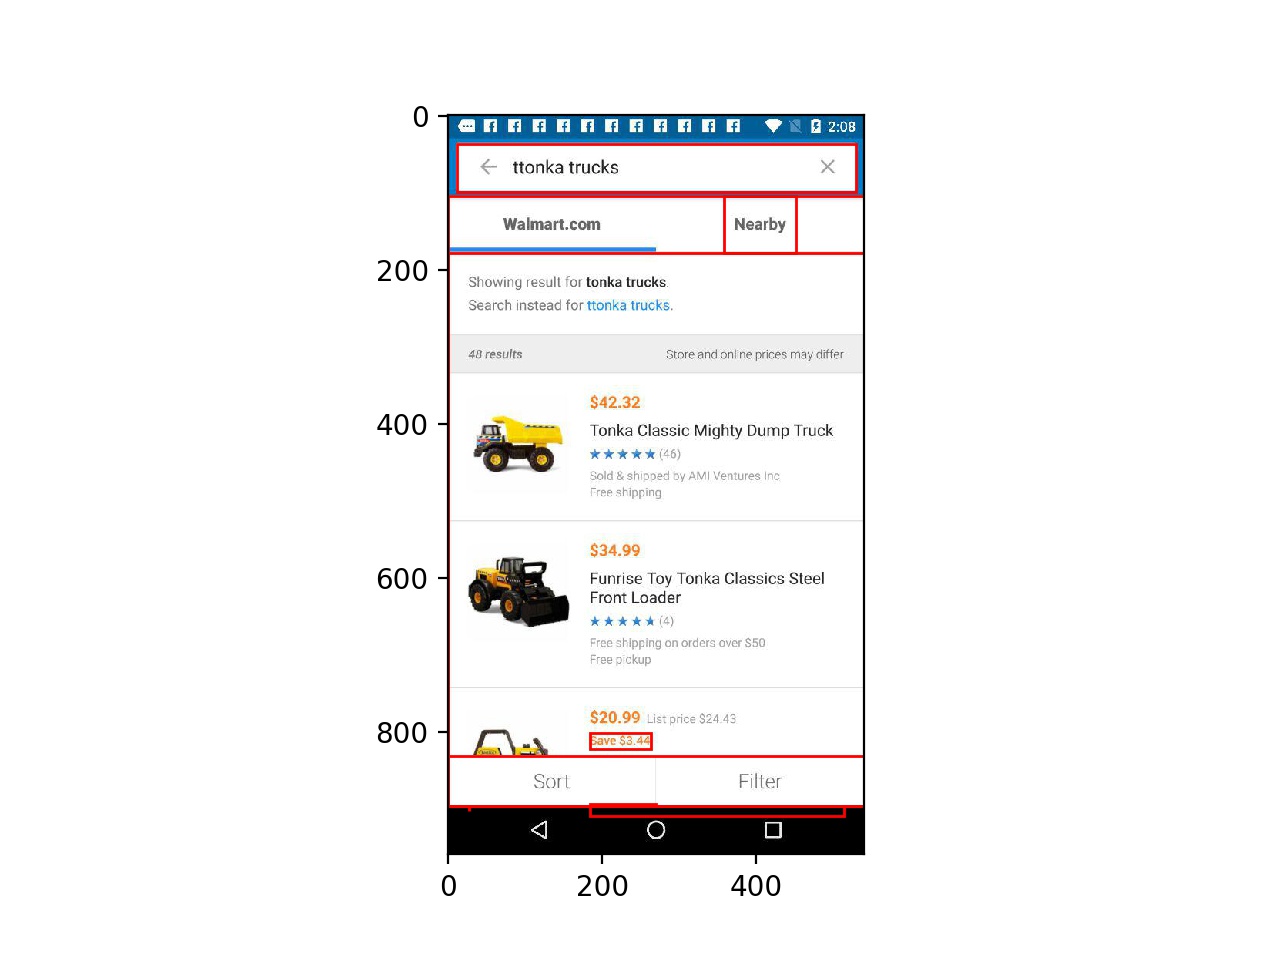 0
2:08
ttonka trucks
Walmart.com
Nearby
200
Showing result for tonka trucks.
Search instead for ttonka trucks.
48 results
Store and online prices may differ
400
$42.32
Tonka Classic Mighty Dump Truck
(46)
Sold & shipped by AMI Ventures Inc
Free shipping
600
$34.99
Funrise Toy Tonka Classics Steel
Front Loader
(4)
Free shipping on orders over $50
Free pickup
800
$20.99 List price $24.43
Save $3.44
Sort
Filter
0
200
400